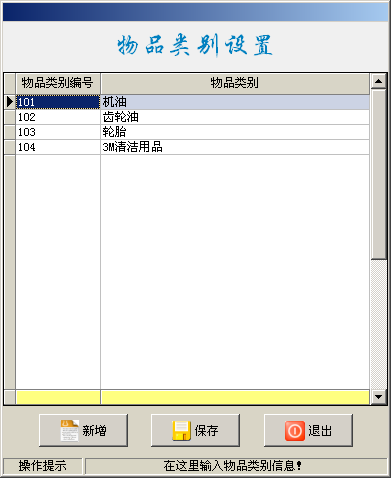 物品类别设置
物品类别编号 物品类别
101 机油
102 齿轮油
103 轮胎
104 3M清洁用品
新增 保存 退出
操作提示 在这里输入物品类别信息!